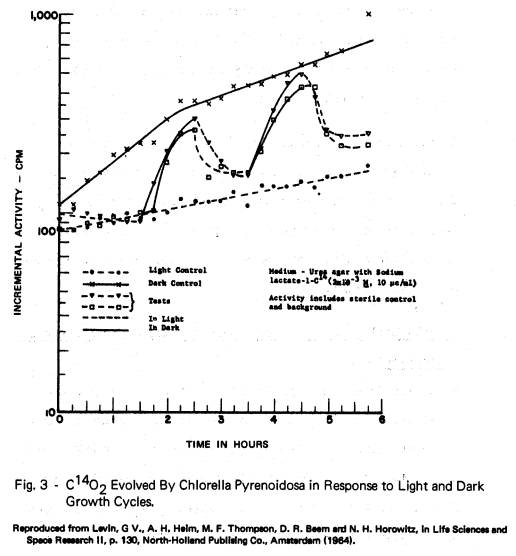 1,000
100
10
INCREMENTAL ACTIVITY - CPM
0 1 2 3 4 5 6
TIME IN HOURS
Light Control
Dark Control
Tests
In Light
In Dark
Medium - Urea agar with Sodium
lactate-1-C14 (2x10-3 M, 10 µc/ml)
Activity includes sterile control
and background
Fig. 3 - C14O2 Evolved By Chlorella Pyrenoidosa in Response to Light and Dark
Growth Cycles.
Reproduced from Levin, G V., A. H. Heim, M. F. Thompson, D. R. Beem and N. H. Horowitz, in Life Sciences and
Space Research II, p. 130, North-Holland Publising Co., Amsterdam (1964).